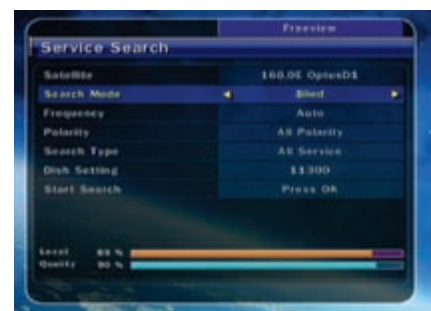 Freeview
Service Search
Satellite 160.0E OptusD1
Search Mode Blind
Frequency Auto
Polarity All Polarity
Search Type All Service
Dish Setting 11300
Start Search Press OK
Level 89 %
Quality 90 %